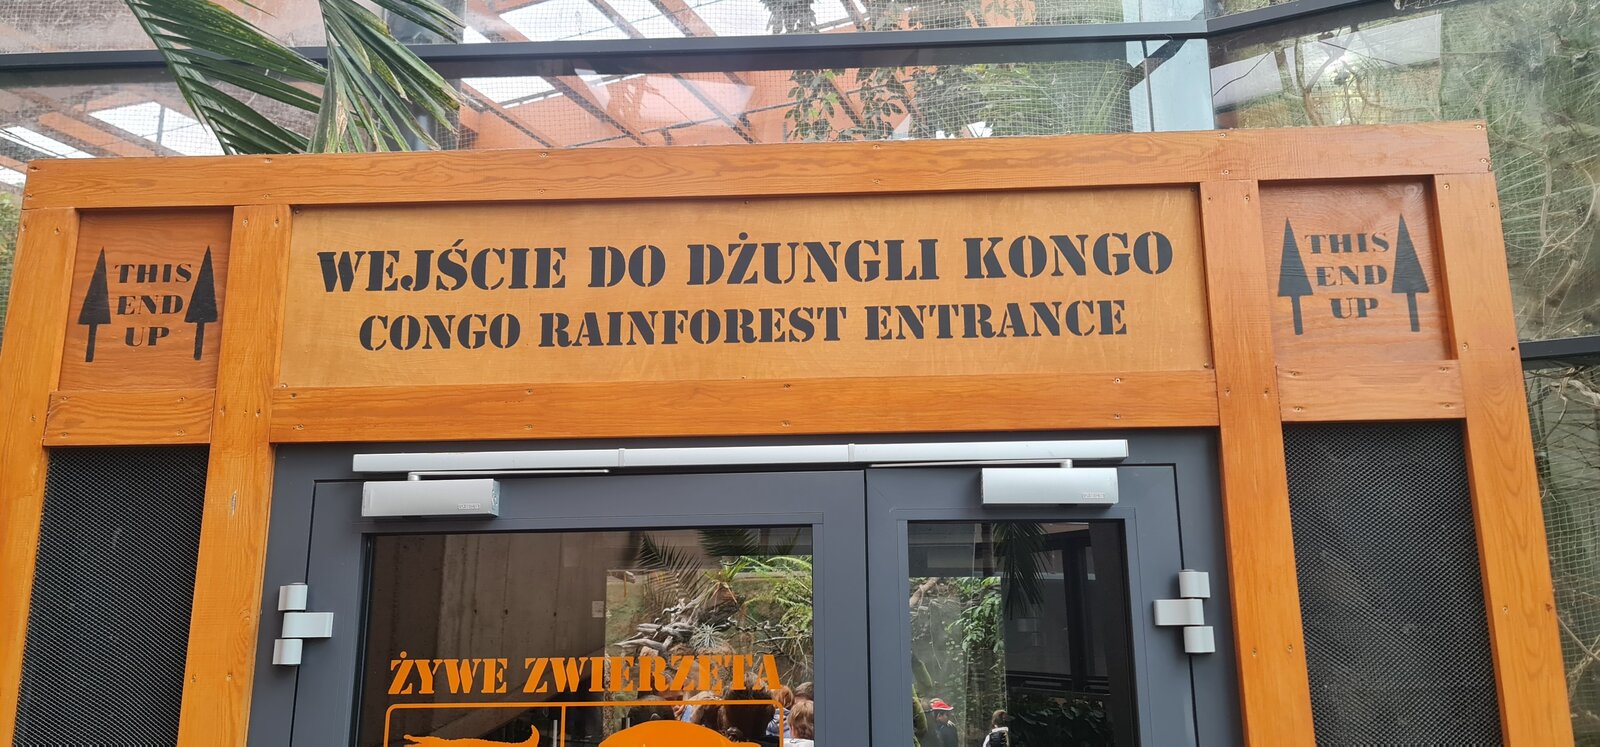 WEJŚCIE DO DŻUNGLI KONGO
CONGO RAINFOREST ENTRANCE
THIS
END
UP
THIS
END
UP
ŻYWE ZWIERZĘTA